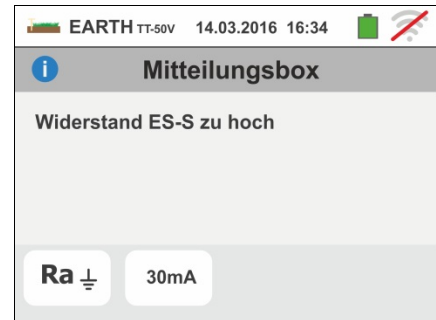 EARTH TT-50V 14.03.2016 16:34
i Mitteilungsbox
Widerstand ES-S zu hoch
Ra 30mA